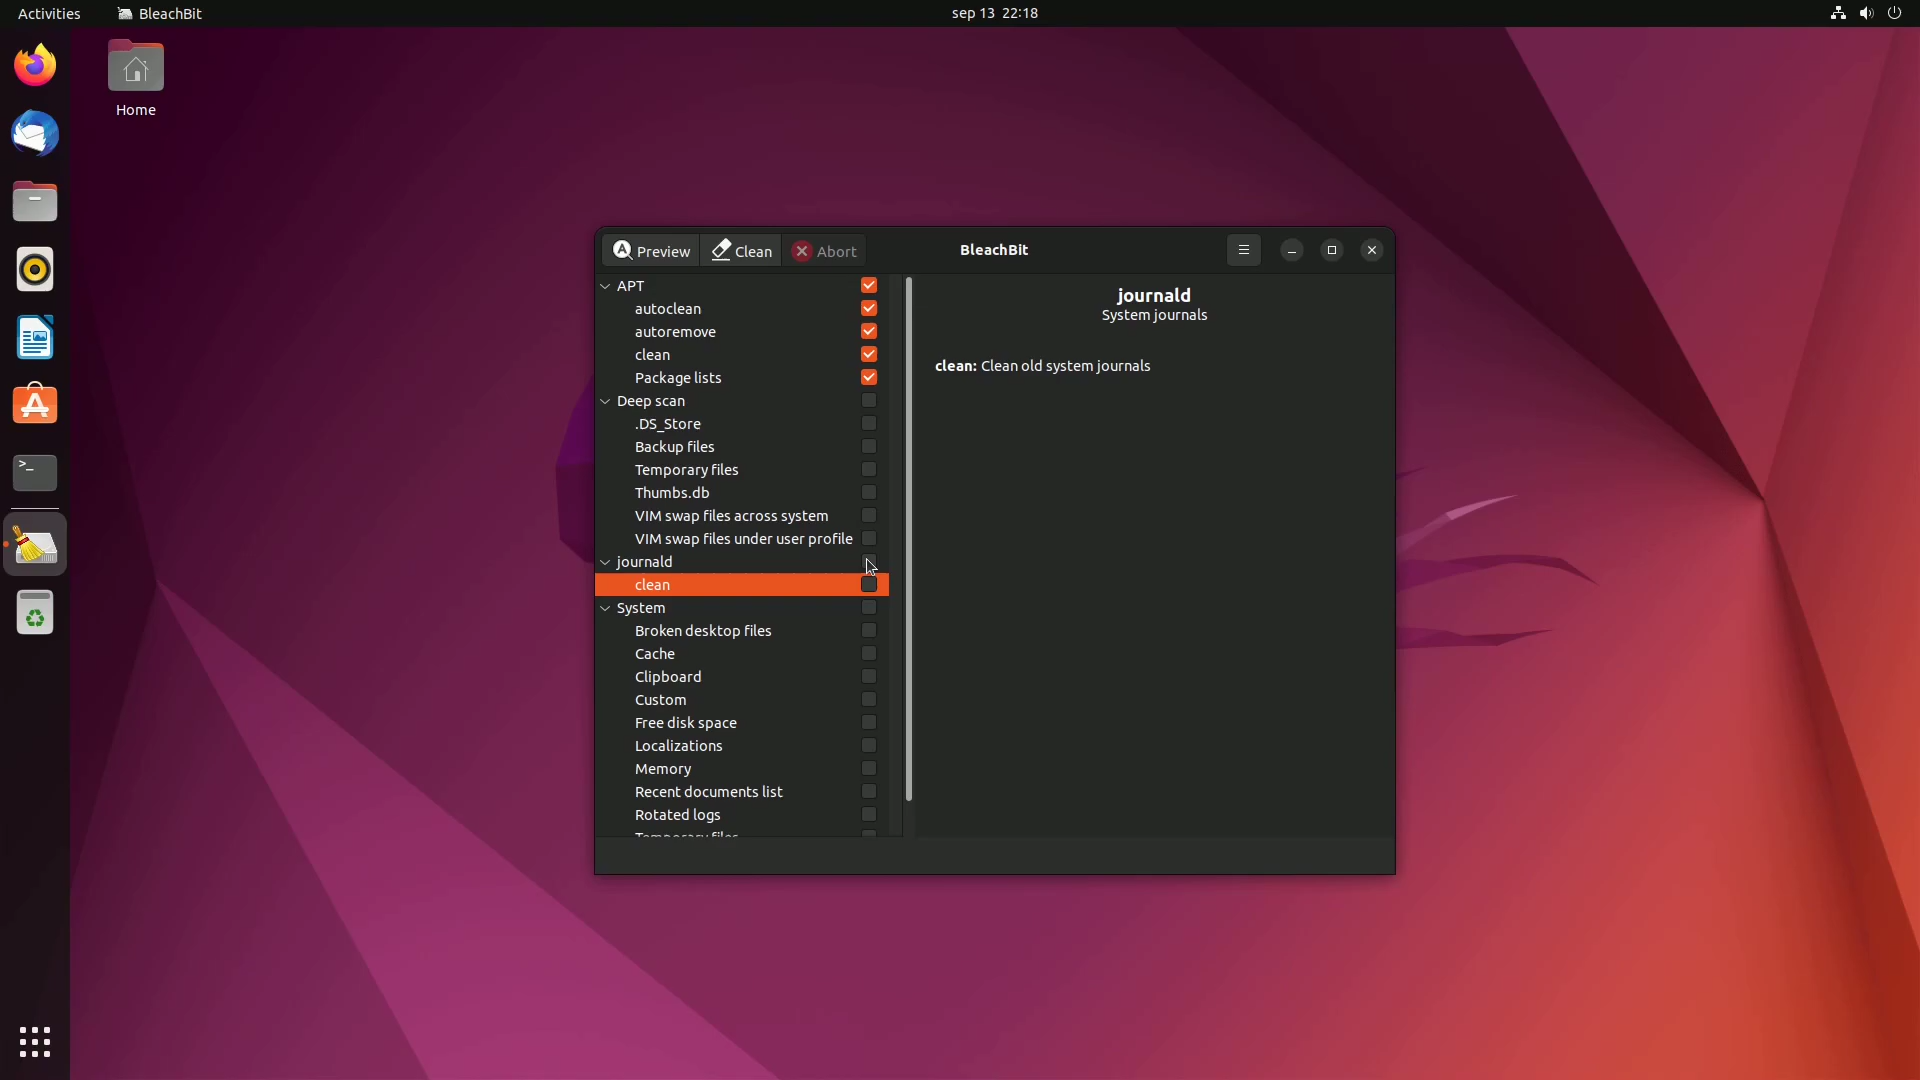 Activities
BleachBit
sep 13 22:18
Home
Preview
Clean
Abort
BleachBit
APT
autoclean
autoremove
clean
Package lists
Deep scan
.DS_Store
Backup files
Temporary files
Thumbs.db
VIM swap files across system
VIM swap files under user profile
journald
clean
System
Broken desktop files
Cache
Clipboard
Custom
Free disk space
Localizations
Memory
Recent documents list
Rotated logs
Temporary files
journald
System journals
clean: Clean old system journals